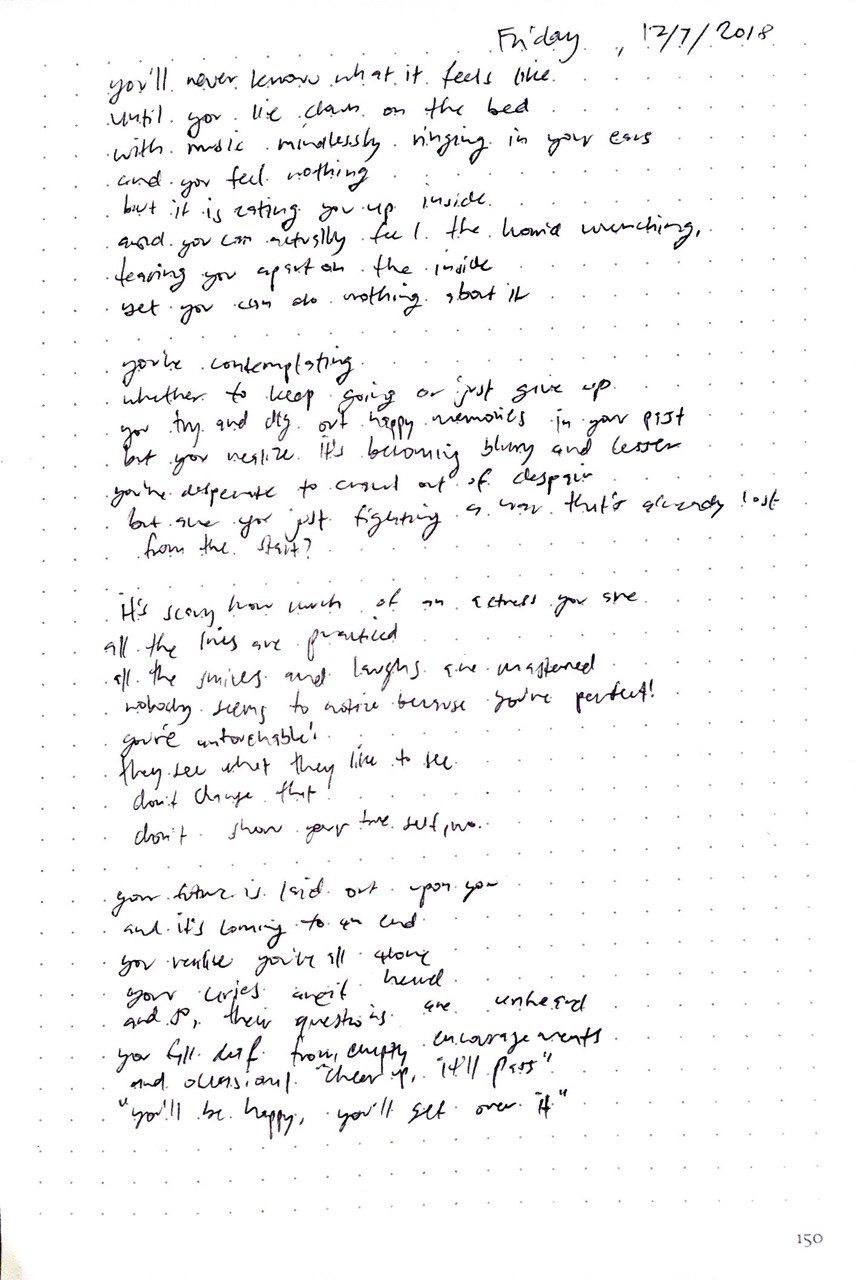 Friday, 12/7/2018
you'll never know what it feels like
until you lie down on the bed
with music mindlessly ringing in your ears
and you feel nothing
but it is eating you up inside
and you can actually feel the wrenching,
tearing you apart on the inside
yet you can do nothing about it
you're contemplating
whether to keep going or just give up
you try and dig out happy memories in your past
but you realize it's becoming blurry and lesser
you're desperate to crawl out of despair
but are you just fighting a war that's already lost
from the start?
it's scary how much of an actress you are
all the lines are practiced
all the smiles and laughs are mastered
nobody seems to notice because you're perfect!
you're untouchable!
they see what they like to see
don't change that
don't show your true self, no.
your future is laid out upon you
and it's coming to an end
you realise you're all alone
your cries aren't heard
and so, their questions are unheard
you fall deaf from empty encouragements
and occasional "cheer up, it'll pass"
"you'll be happy, you'll get over it"
150